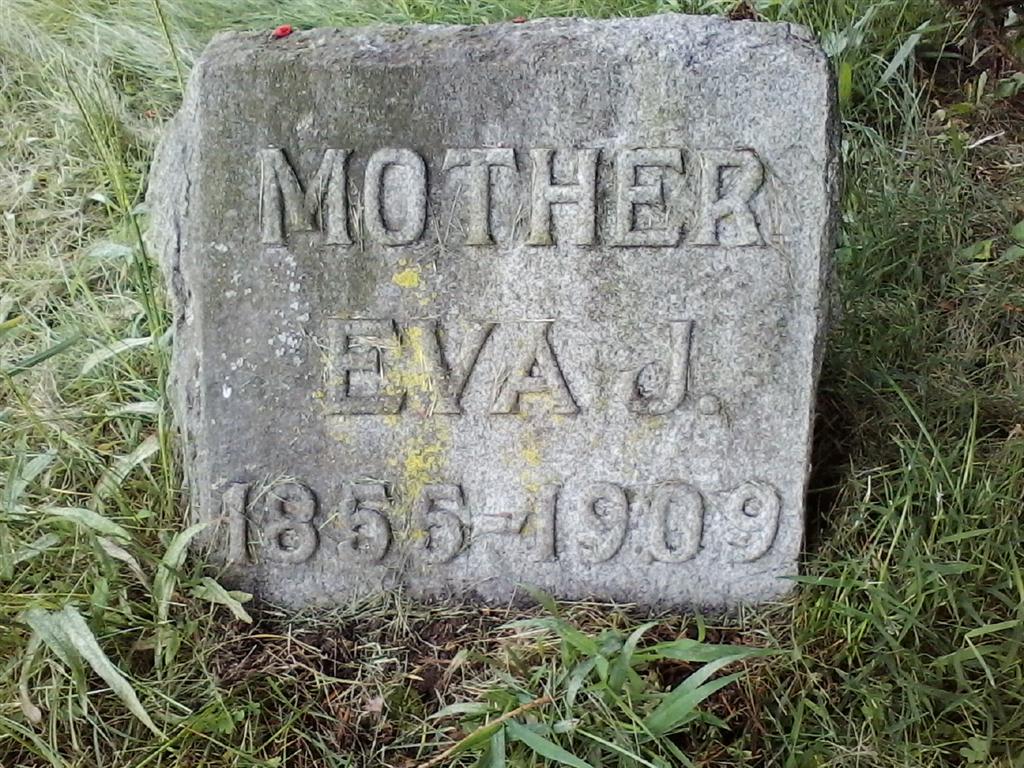 MOTHER
EVA J.
1855-1909